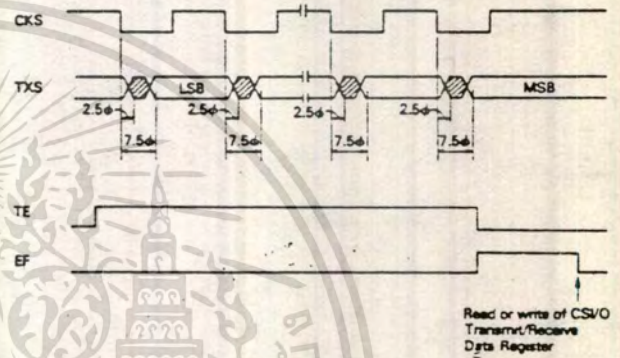 CKS
TXS
LSB
MSB
2.5ϕ 2.5ϕ 2.5ϕ 2.5ϕ
7.5ϕ 7.5ϕ 7.5ϕ 7.5ϕ
TE
EF
Read or write of CSI/O
Transmit/Receive
Data Register